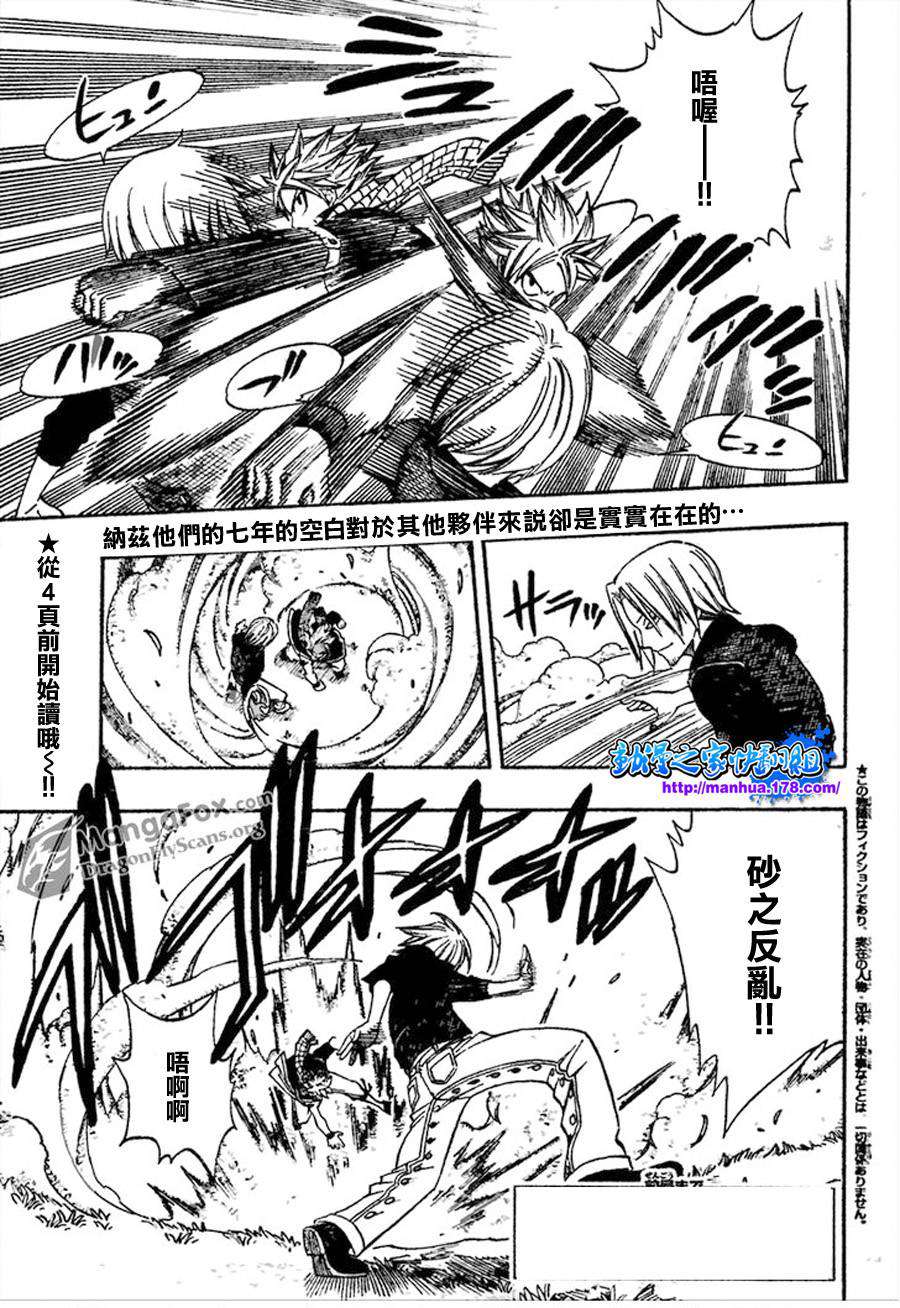 唔喔──!!
ヒュン
バッ
ブッ
ヒュン
納茲他們的七年的空白對於其他夥伴來說卻是實實在在的…
★從4頁前開始讀哦~!!
動漫之家快翻組
http://manhua.178.com/
MangaFox.com
DragonFlyScans.org
砂之反亂!!
唔啊啊
★この物語はフィクションであり、実在の人物・団体・出来事などとは一切関係ありません。